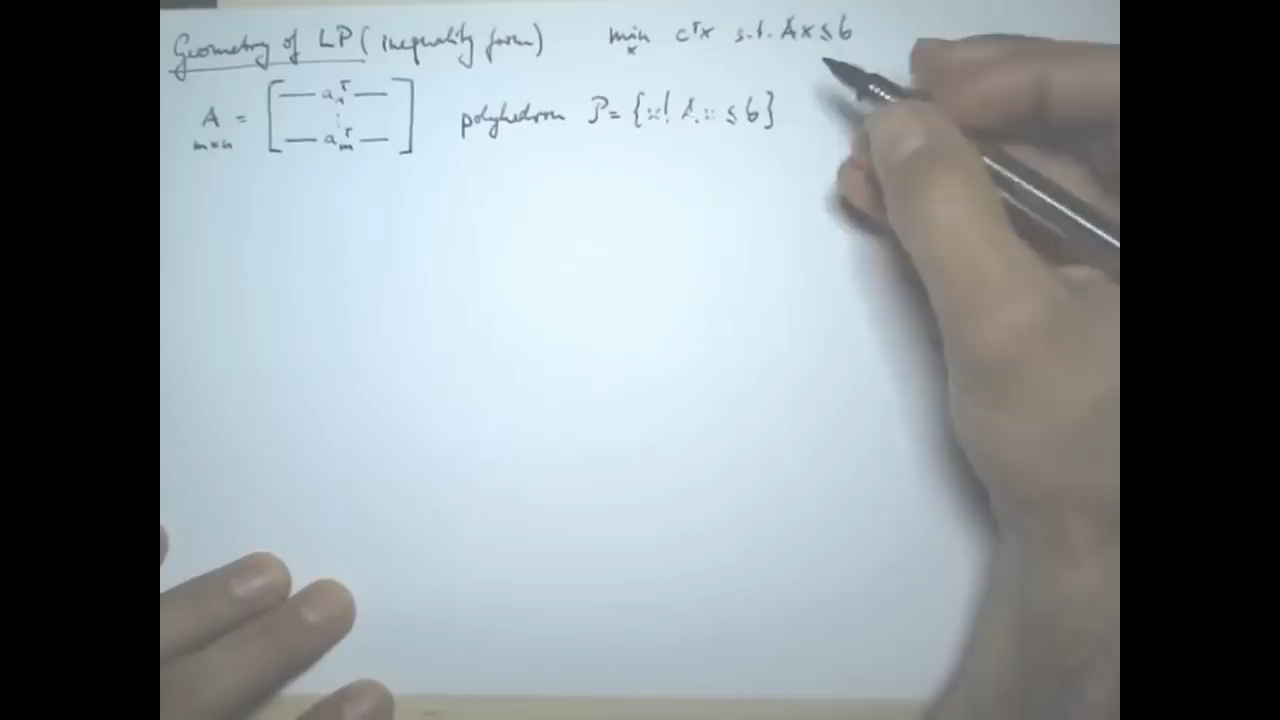 Geometry of LP (inequality form) min x cᵀx s.t. Ax ≤ b
A m×n = [ — a₁ᵀ — ⋮ — aₘᵀ — ] polyhedron P = {x | Ax ≤ b}